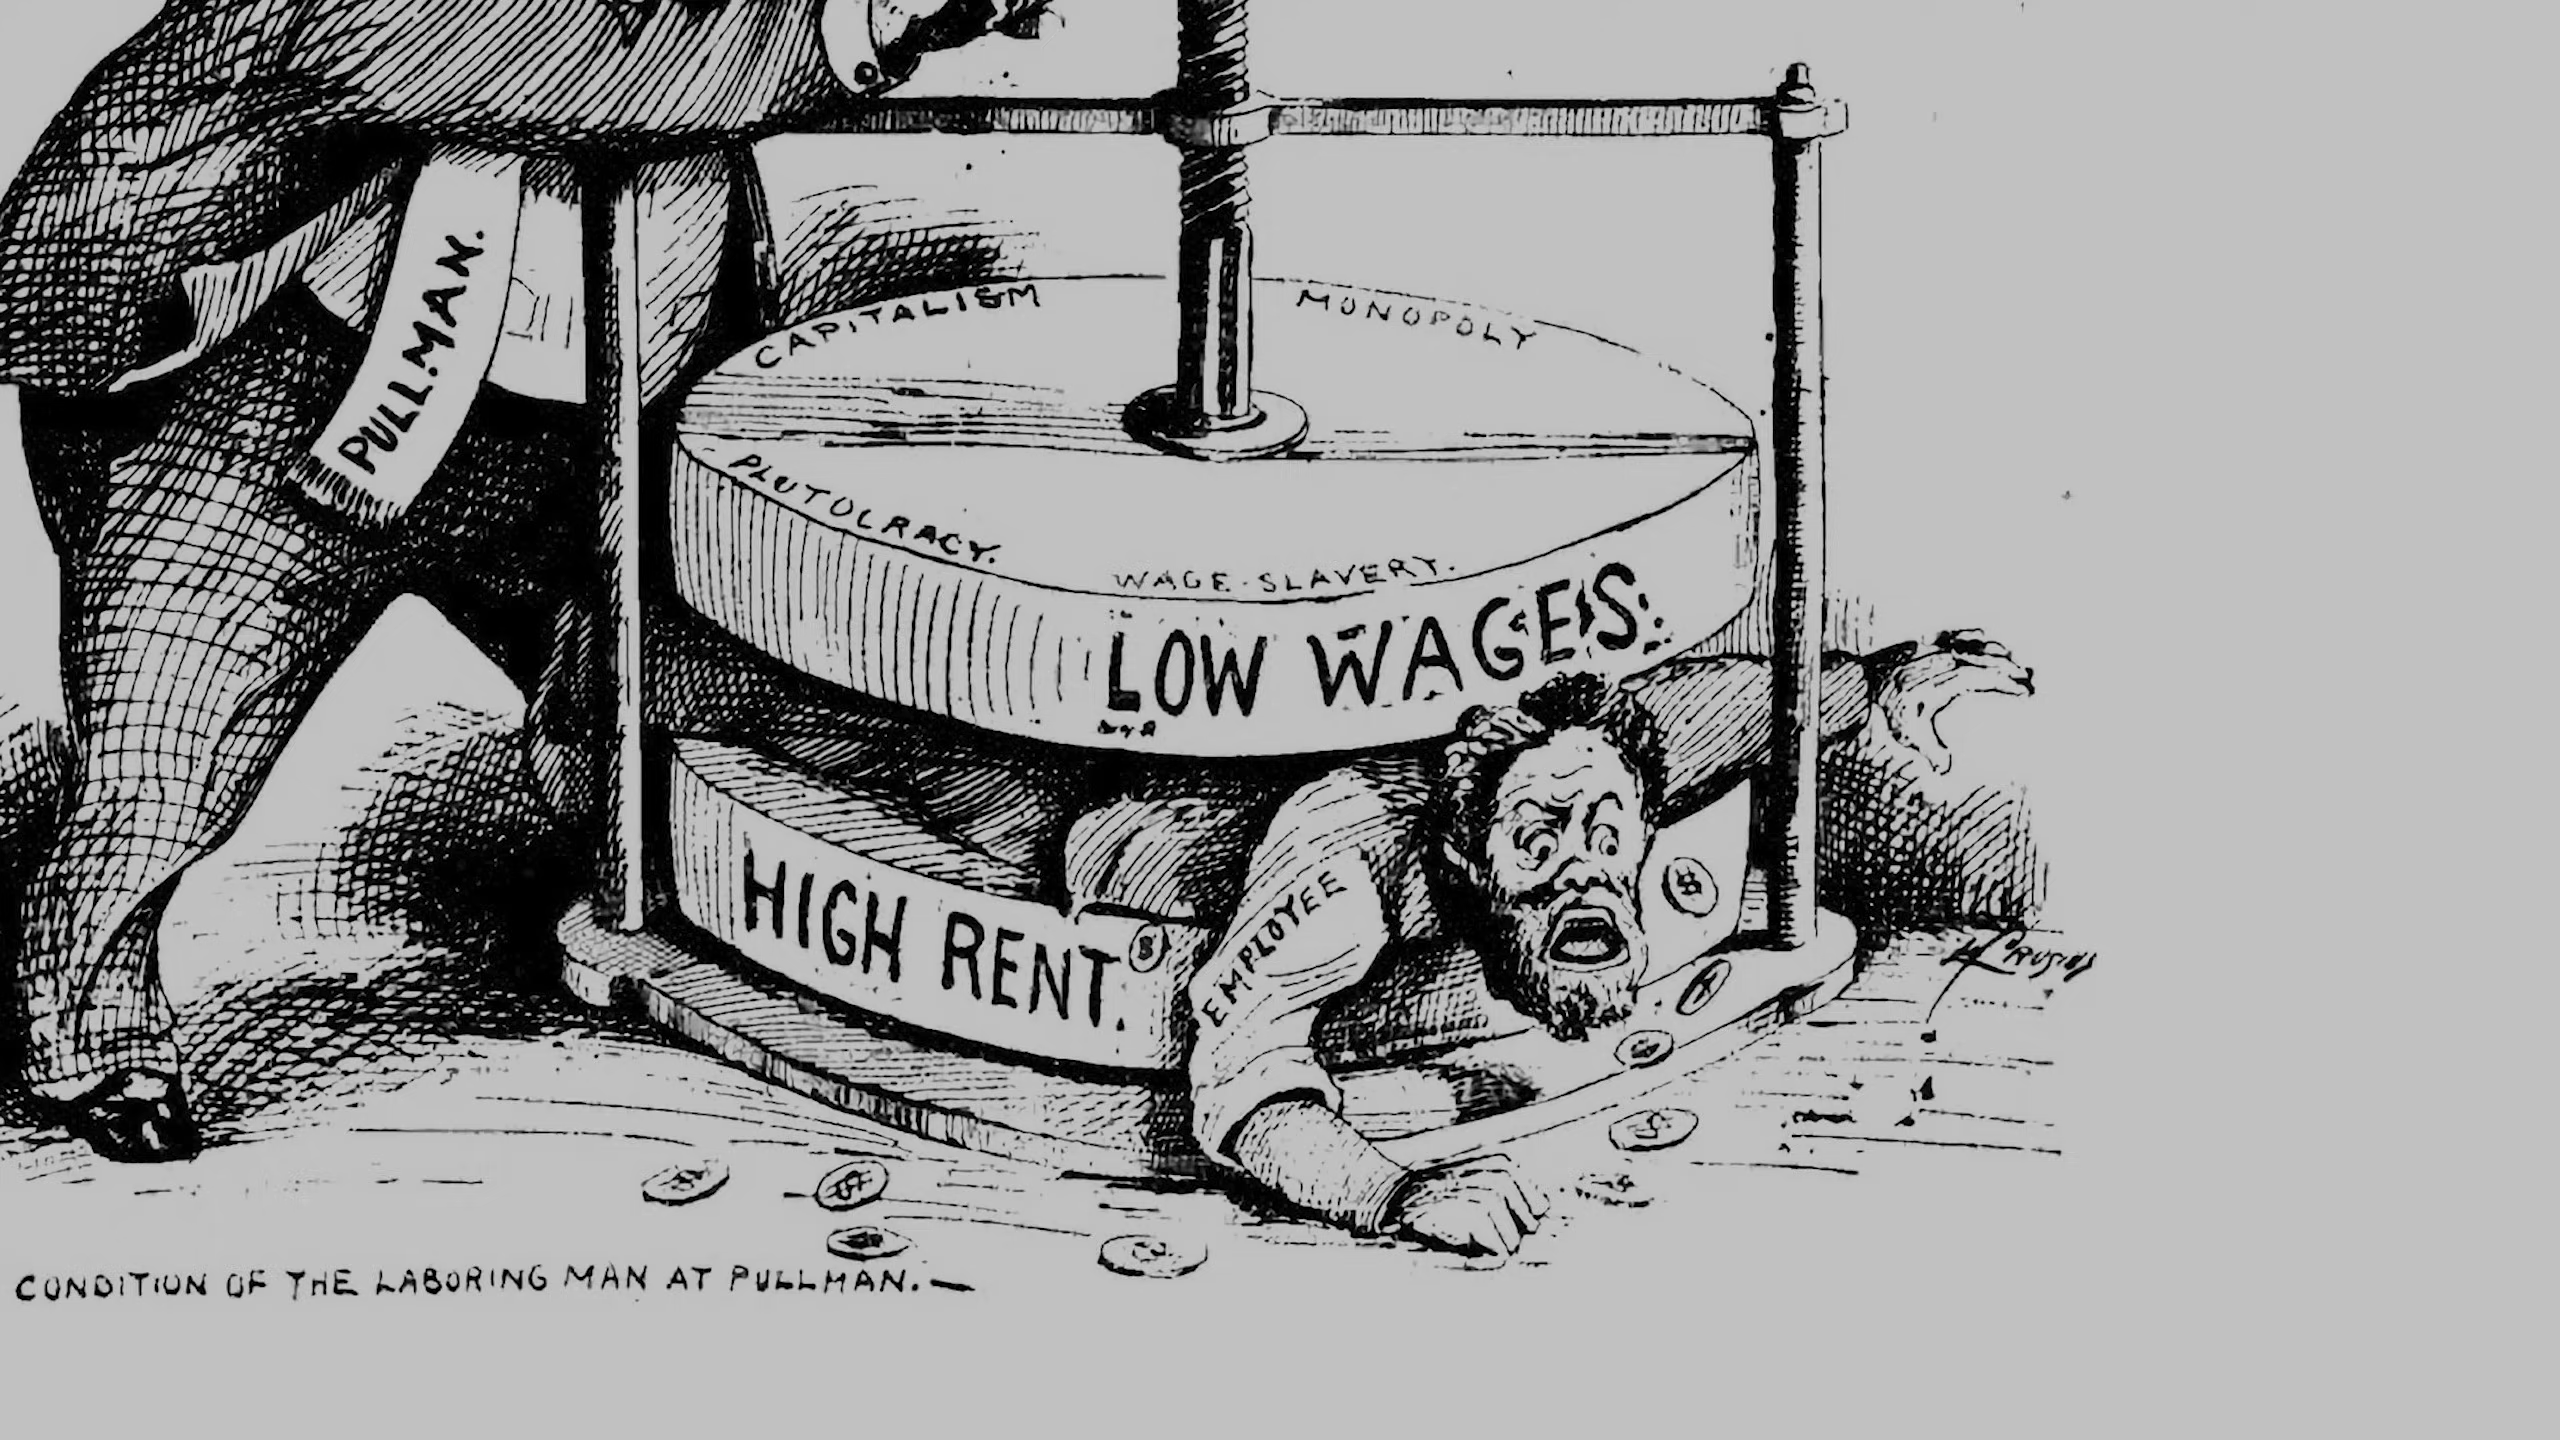 PULLMAN.
CAPITALISM
MONOPOLY
PLUTOCRACY.
WAGE-SLAVERY.
LOW WAGES.
HIGH RENT.
EMPLOYEE
$
$
CONDITION OF THE LABORING MAN AT PULLMAN.—